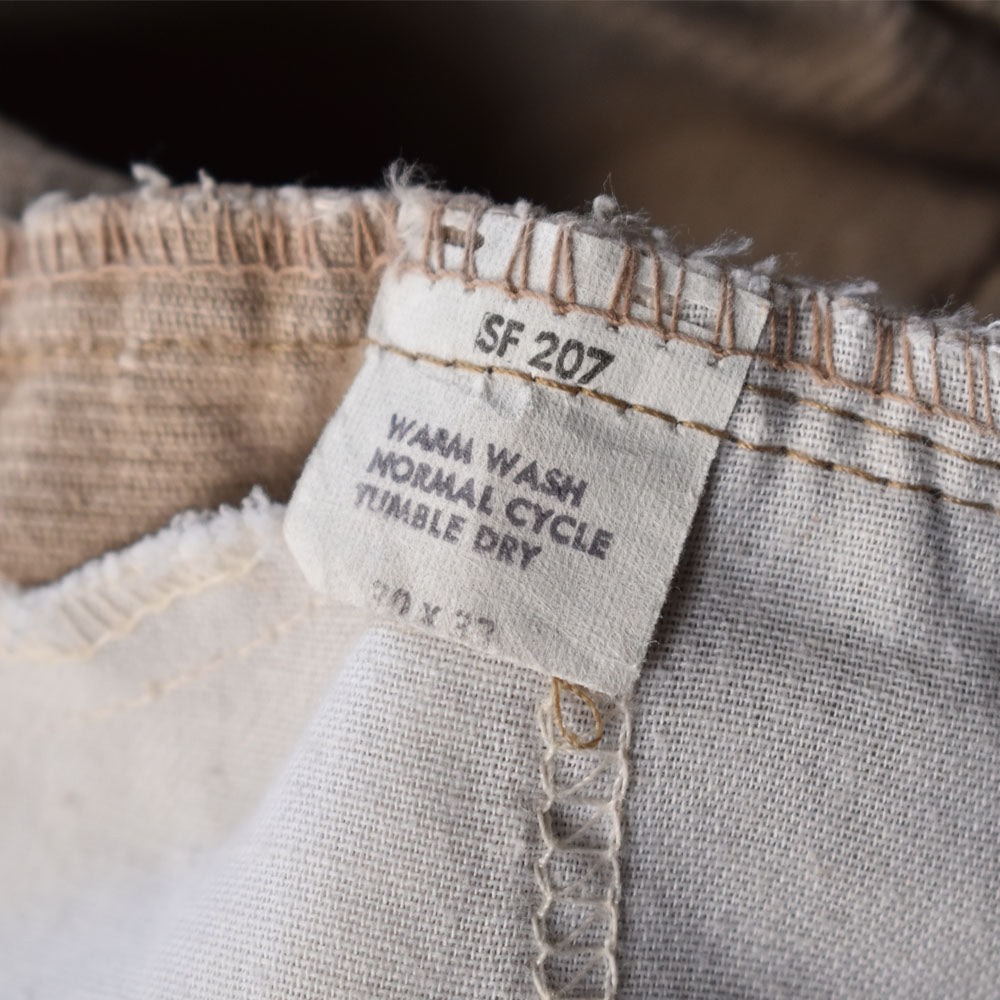 SF 207
WARM WASH
NORMAL CYCLE
TUMBLE DRY